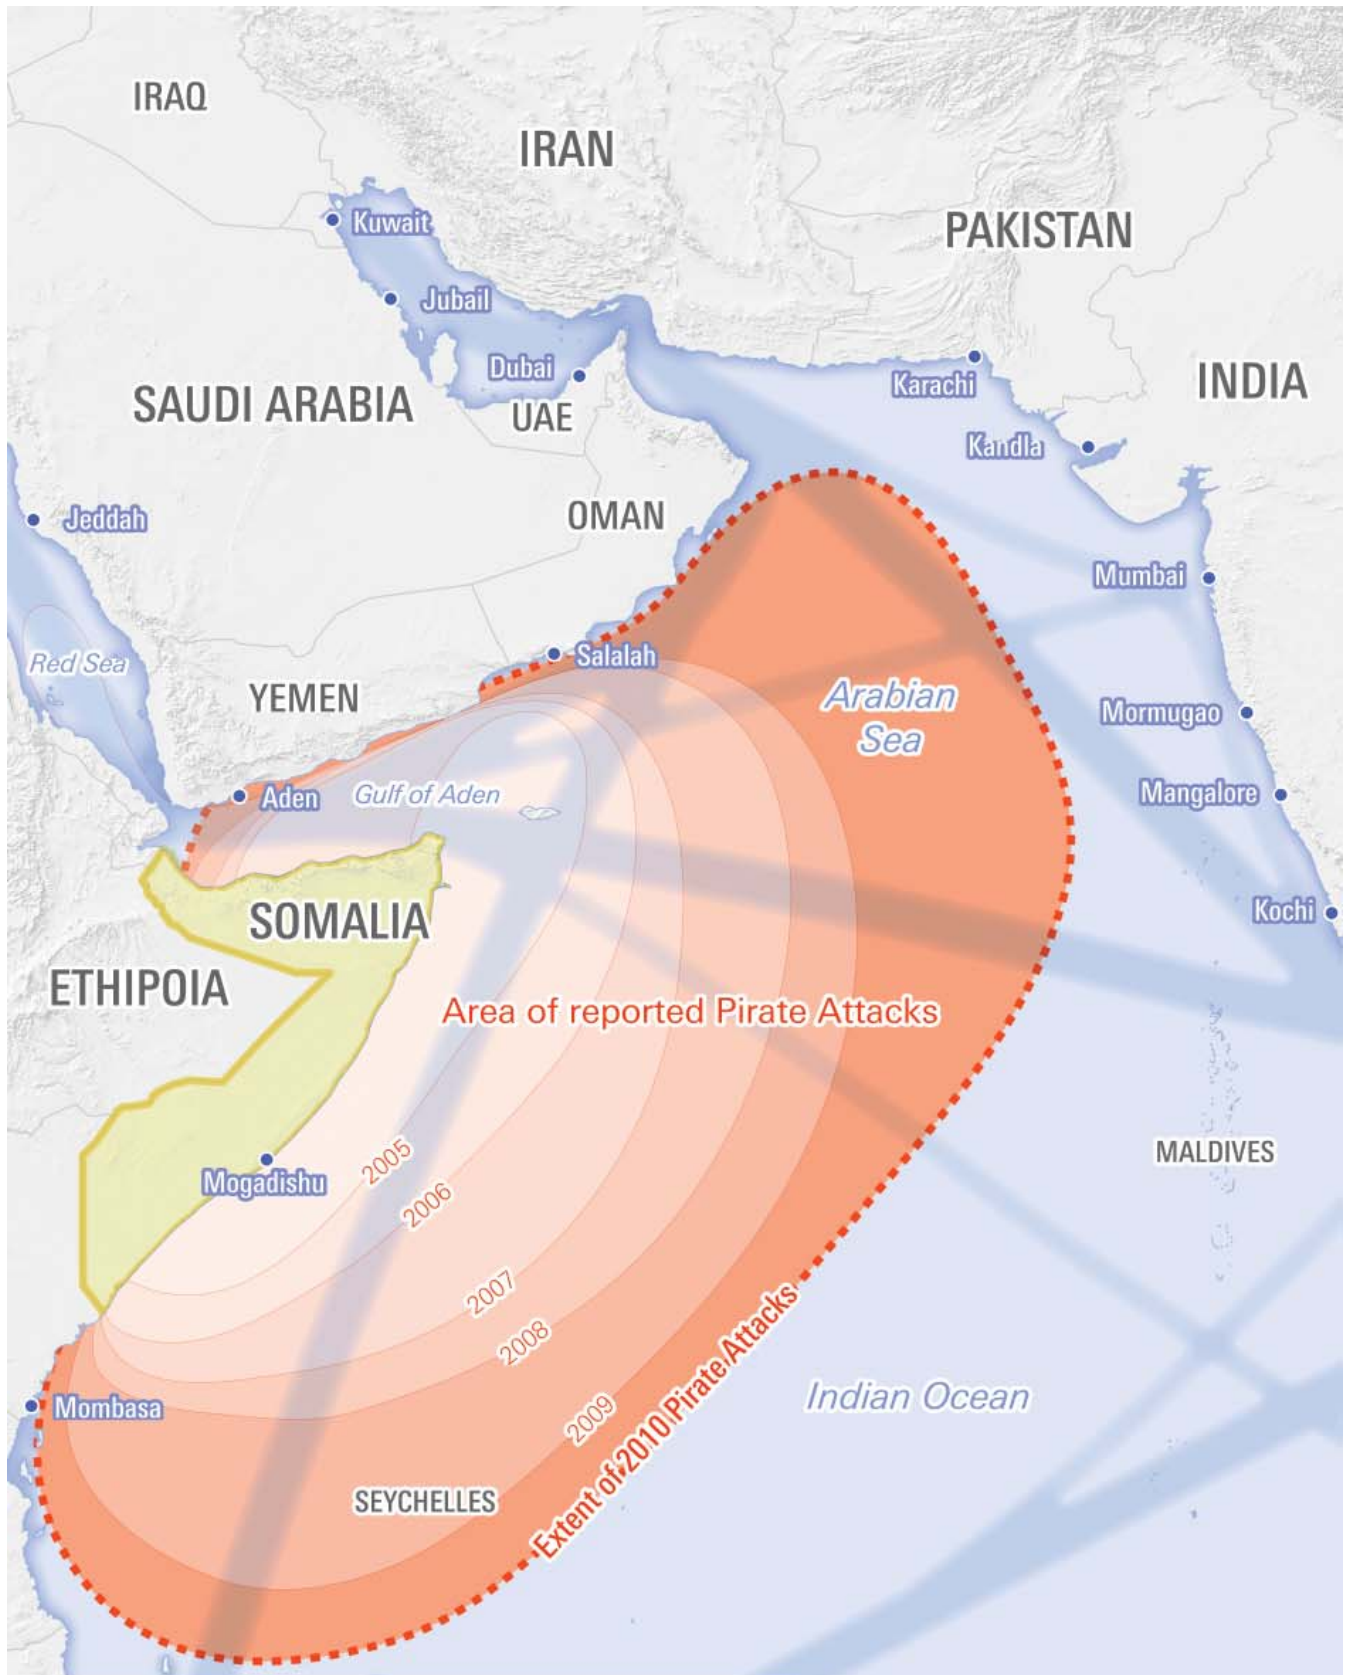 IRAQ
IRAN
Kuwait
PAKISTAN
Jubail
Dubai
Karachi
INDIA
SAUDI ARABIA
UAE
Kandla
Jeddah
OMAN
Mumbai
Red Sea
Salalah
YEMEN
Arabian
Sea
Mormugao
Aden
Gulf of Aden
Mangalore
SOMALIA
Kochi
ETHIPOIA
Area of reported Pirate Attacks
MALDIVES
Mogadishu
2005
2006
2007
2008
2009
Extent of 2010 Pirate Attacks
Indian Ocean
Mombasa
SEYCHELLES